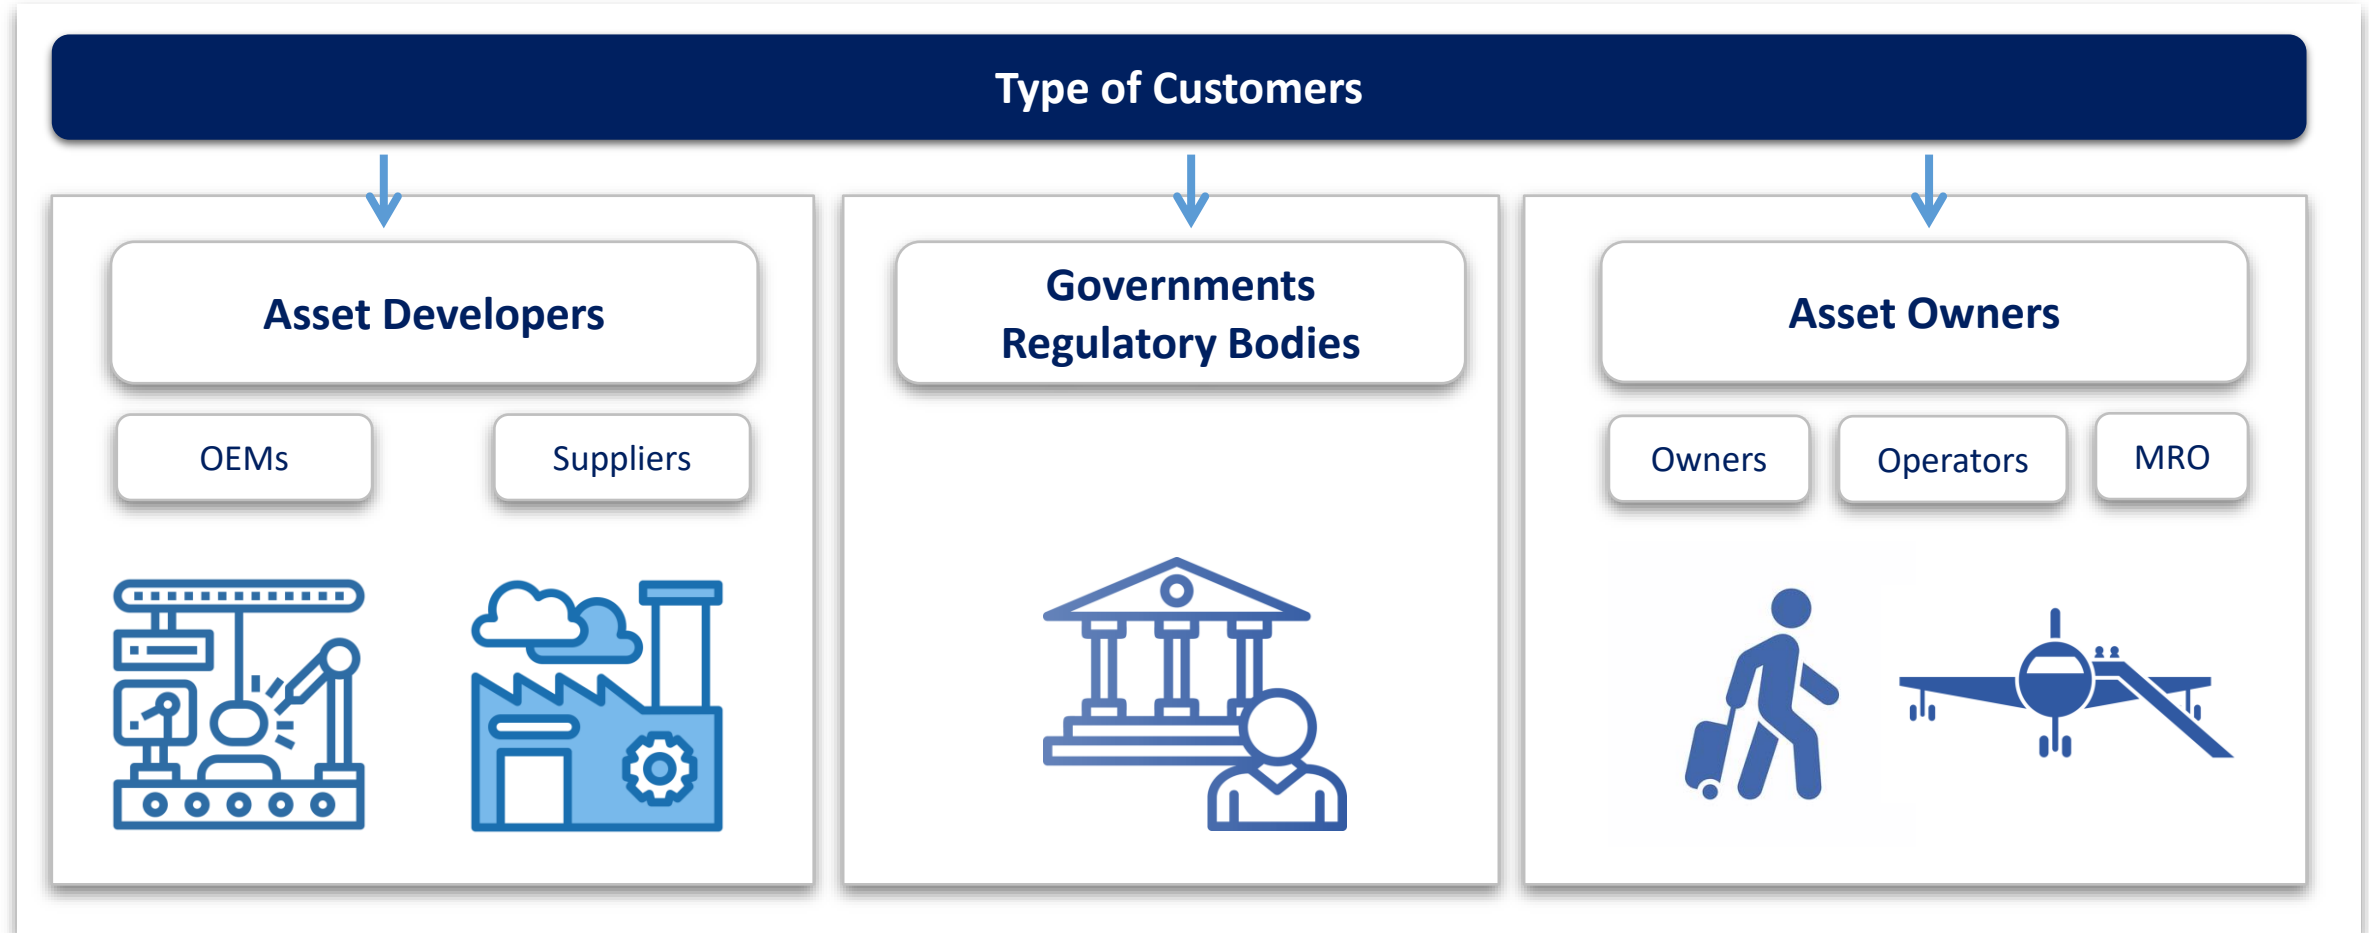 Type of Customers
Asset Developers
OEMs
Suppliers
Governments
Regulatory Bodies
Asset Owners
Owners
Operators
MRO